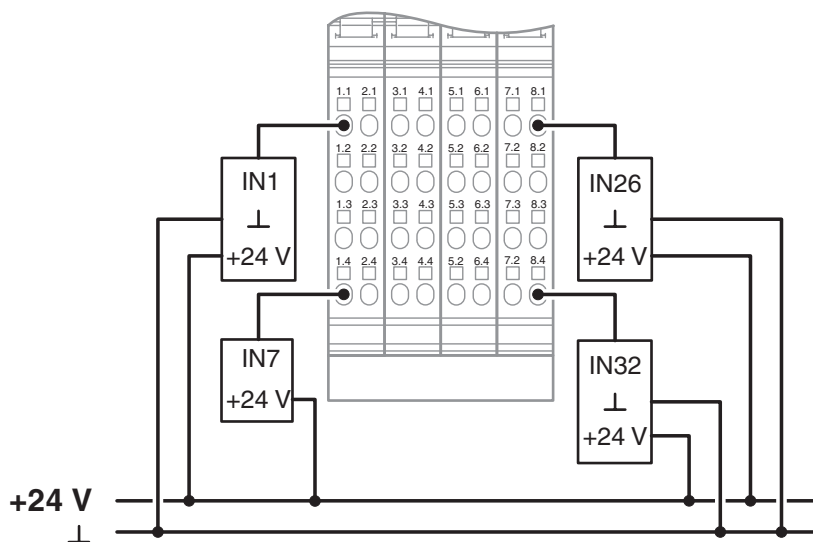 1.1 2.1 3.1 4.1 5.1 6.1 7.1 8.1
1.2 2.2 3.2 4.2 5.2 6.2 7.2 8.2
1.3 2.3 3.3 4.3 5.3 6.3 7.3 8.3
1.4 2.4 3.4 4.4 5.2 6.4 7.2 8.4
IN1
+24 V
IN7
+24 V
IN26
+24 V
IN32
+24 V
+24 V